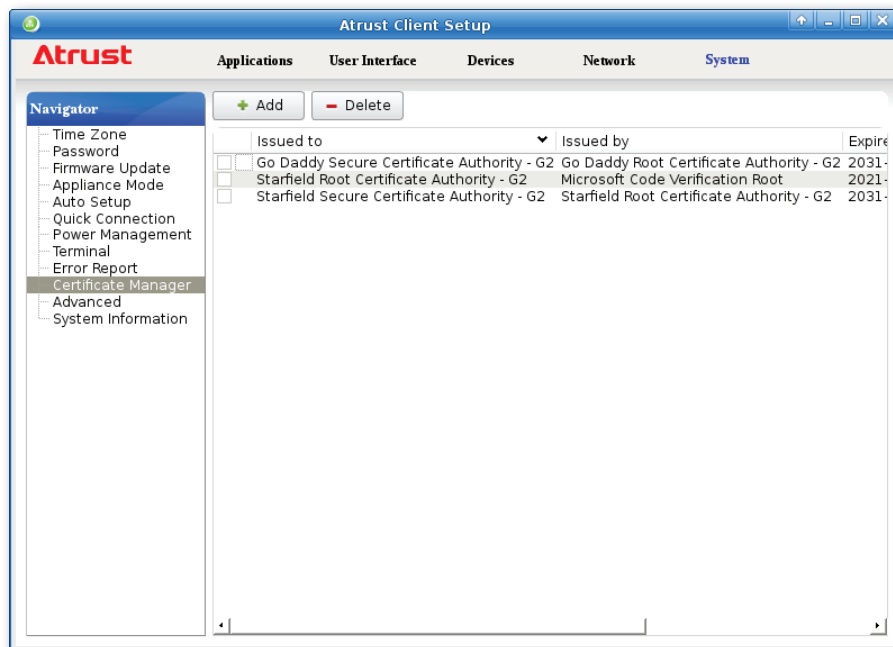 Atrust Client Setup
Atrust
Applications User Interface Devices Network System
Navigator
Time Zone
Password
Firmware Update
Appliance Mode
Auto Setup
Quick Connection
Power Management
Terminal
Error Report
Certificate Manager
Advanced
System Information
+ Add − Delete
Issued to Issued by Expire
Go Daddy Secure Certificate Authority - G2 Go Daddy Root Certificate Authority - G2 2031-
Starfield Root Certificate Authority - G2 Microsoft Code Verification Root 2021-
Starfield Secure Certificate Authority - G2 Starfield Root Certificate Authority - G2 2031-